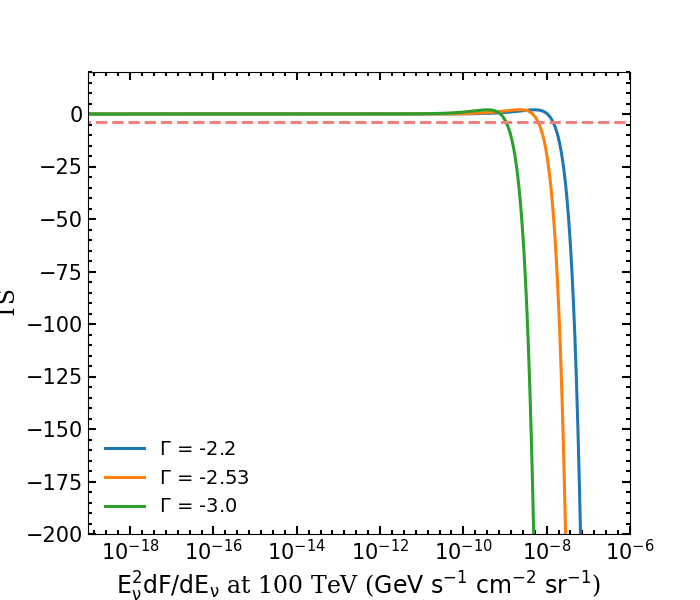 0
−25
−50
−75
−100
−125
−150
−175
−200
TS
Γ = -2.2
Γ = -2.53
Γ = -3.0
10⁻¹⁸ 10⁻¹⁶ 10⁻¹⁴ 10⁻¹² 10⁻¹⁰ 10⁻⁸ 10⁻⁶
E²ᵥdF/dEᵥ at 100 TeV (GeV s⁻¹ cm⁻² sr⁻¹)